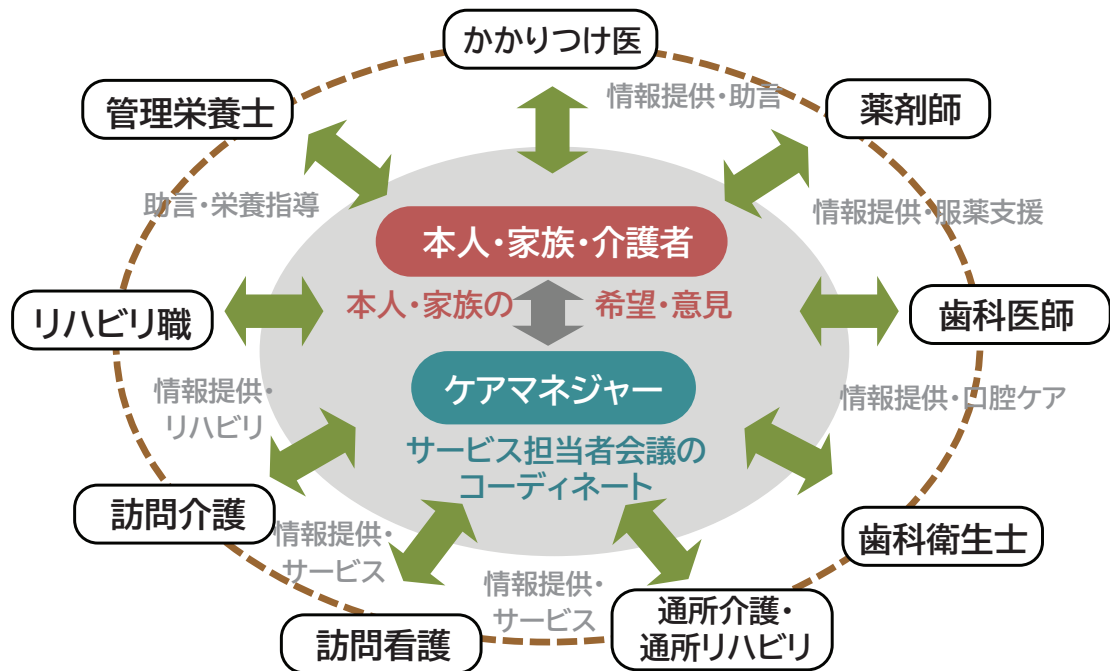 かかりつけ医
管理栄養士
情報提供・助言
薬剤師
助言・栄養指導
情報提供・服薬支援
本人・家族・介護者
本人・家族の 希望・意見
リハビリ職
歯科医師
ケアマネジャー
情報提供・
リハビリ
情報提供・口腔ケア
サービス担当者会議の
コーディネート
訪問介護
情報提供・
サービス
歯科衛生士
情報提供・
サービス
通所介護・
通所リハビリ
訪問看護